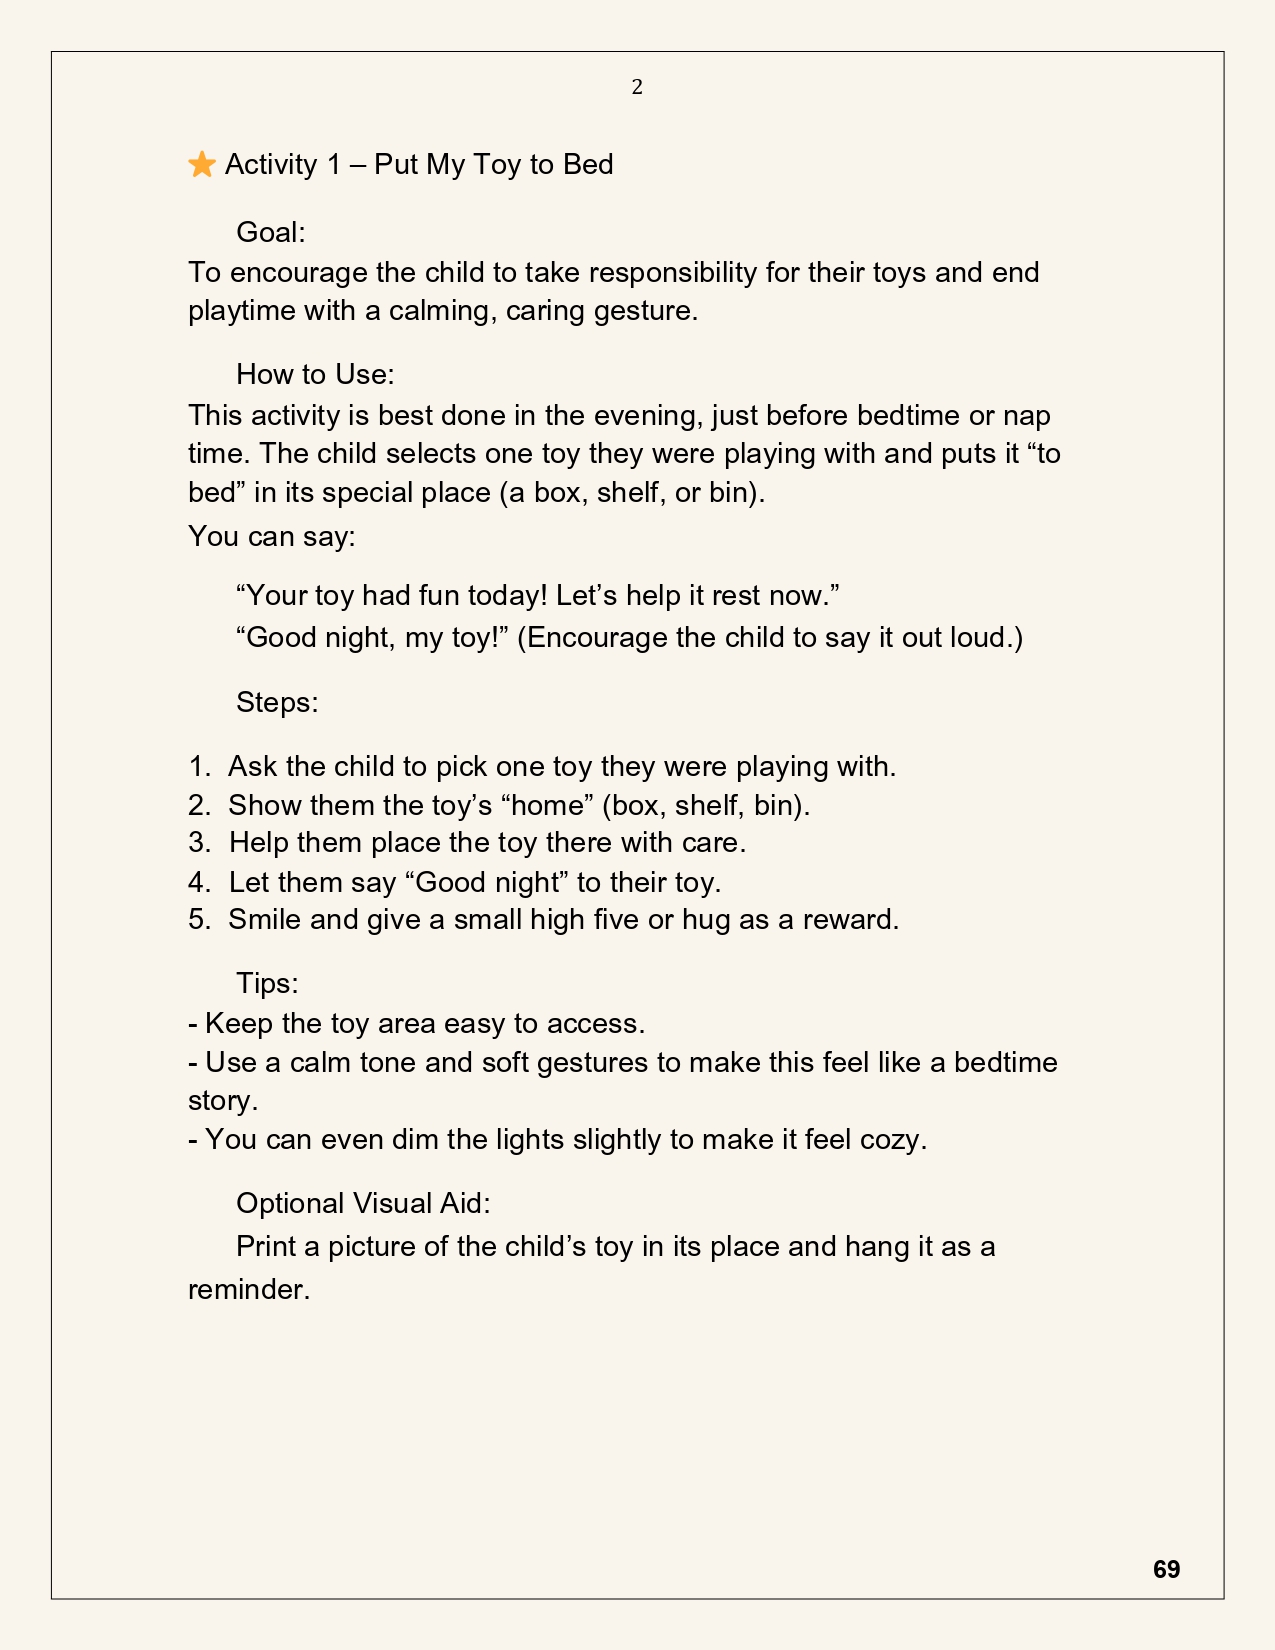 2
⭐ Activity 1 – Put My Toy to Bed
Goal:
To encourage the child to take responsibility for their toys and end
playtime with a calming, caring gesture.
How to Use:
This activity is best done in the evening, just before bedtime or nap
time. The child selects one toy they were playing with and puts it “to
bed” in its special place (a box, shelf, or bin).
You can say:
“Your toy had fun today! Let’s help it rest now.”
“Good night, my toy!” (Encourage the child to say it out loud.)
Steps:
1. Ask the child to pick one toy they were playing with.
2. Show them the toy’s “home” (box, shelf, bin).
3. Help them place the toy there with care.
4. Let them say “Good night” to their toy.
5. Smile and give a small high five or hug as a reward.
Tips:
- Keep the toy area easy to access.
- Use a calm tone and soft gestures to make this feel like a bedtime
story.
- You can even dim the lights slightly to make it feel cozy.
Optional Visual Aid:
Print a picture of the child’s toy in its place and hang it as a
reminder.
69